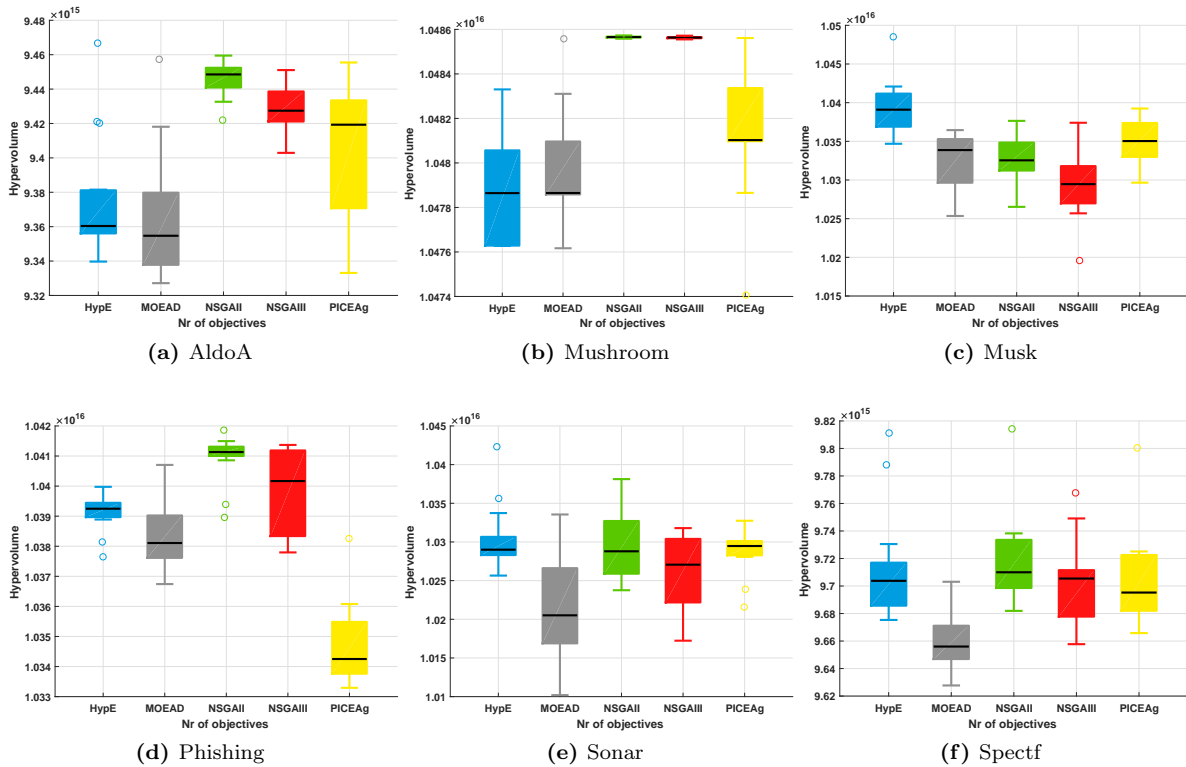 ×10^15
9.48
9.46
9.44
9.42
9.4
9.38
9.36
9.34
9.32
Hypervolume
HypE MOEAD NSGAII NSGAIII PICEAg
Nr of objectives
(a) AldoA
×10^16
1.0486
1.0484
1.0482
1.048
1.0478
1.0476
1.0474
Hypervolume
HypE MOEAD NSGAII NSGAIII PICEAg
Nr of objectives
(b) Mushroom
×10^16
1.05
1.045
1.04
1.035
1.03
1.025
1.02
1.015
Hypervolume
HypE MOEAD NSGAII NSGAIII PICEAg
Nr of objectives
(c) Musk
×10^16
1.042
1.041
1.04
1.039
1.038
1.037
1.036
1.035
1.034
1.033
Hypervolume
HypE MOEAD NSGAII NSGAIII PICEAg
Nr of objectives
(d) Phishing
×10^16
1.045
1.04
1.035
1.03
1.025
1.02
1.015
1.01
Hypervolume
HypE MOEAD NSGAII NSGAIII PICEAg
Nr of objectives
(e) Sonar
×10^15
9.82
9.8
9.78
9.76
9.74
9.72
9.7
9.68
9.66
9.64
9.62
Hypervolume
HypE MOEAD NSGAII NSGAIII PICEAg
Nr of objectives
(f) Spectf